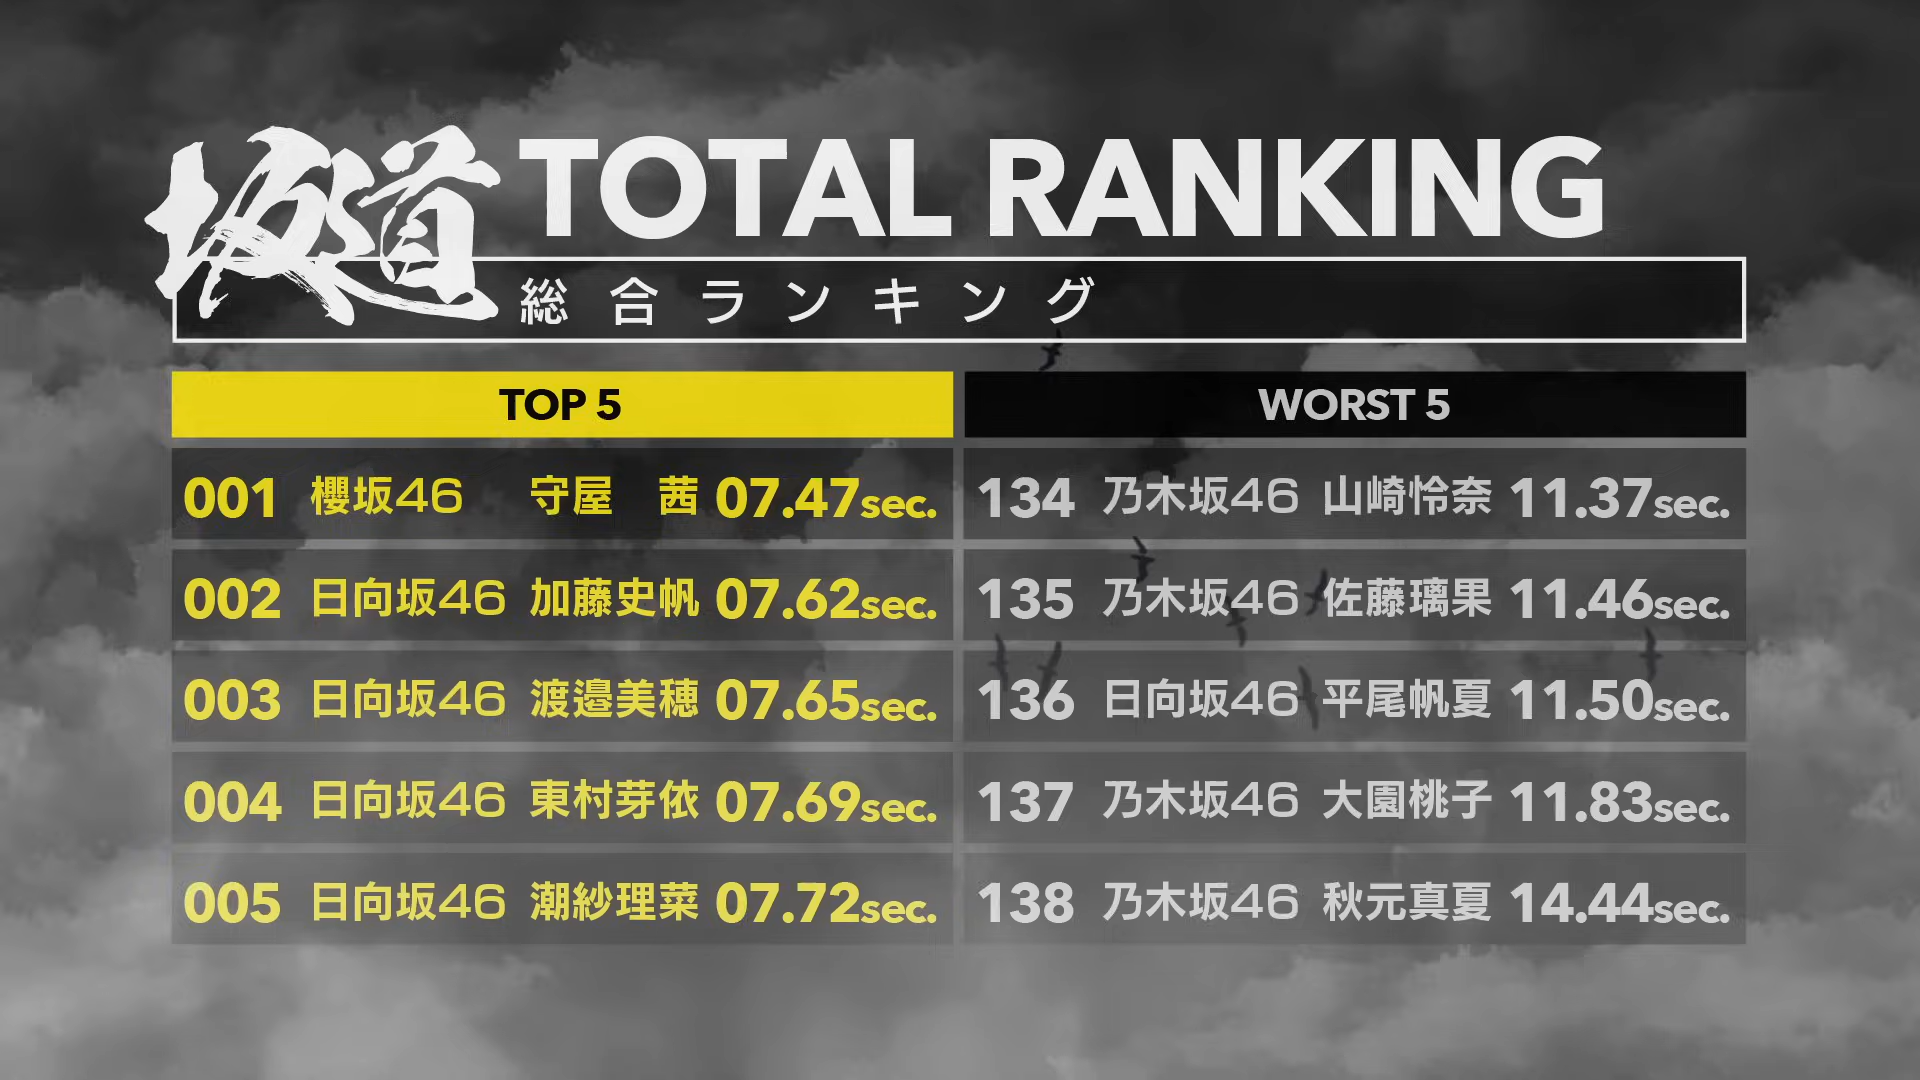 坂道 TOTAL RANKING
総合ランキング
TOP 5
001 櫻坂46 守屋　茜 07.47sec.
002 日向坂46 加藤史帆 07.62sec.
003 日向坂46 渡邉美穂 07.65sec.
004 日向坂46 東村芽依 07.69sec.
005 日向坂46 潮紗理菜 07.72sec.
WORST 5
134 乃木坂46 山崎怜奈 11.37sec.
135 乃木坂46 佐藤璃果 11.46sec.
136 日向坂46 平尾帆夏 11.50sec.
137 乃木坂46 大園桃子 11.83sec.
138 乃木坂46 秋元真夏 14.44sec.